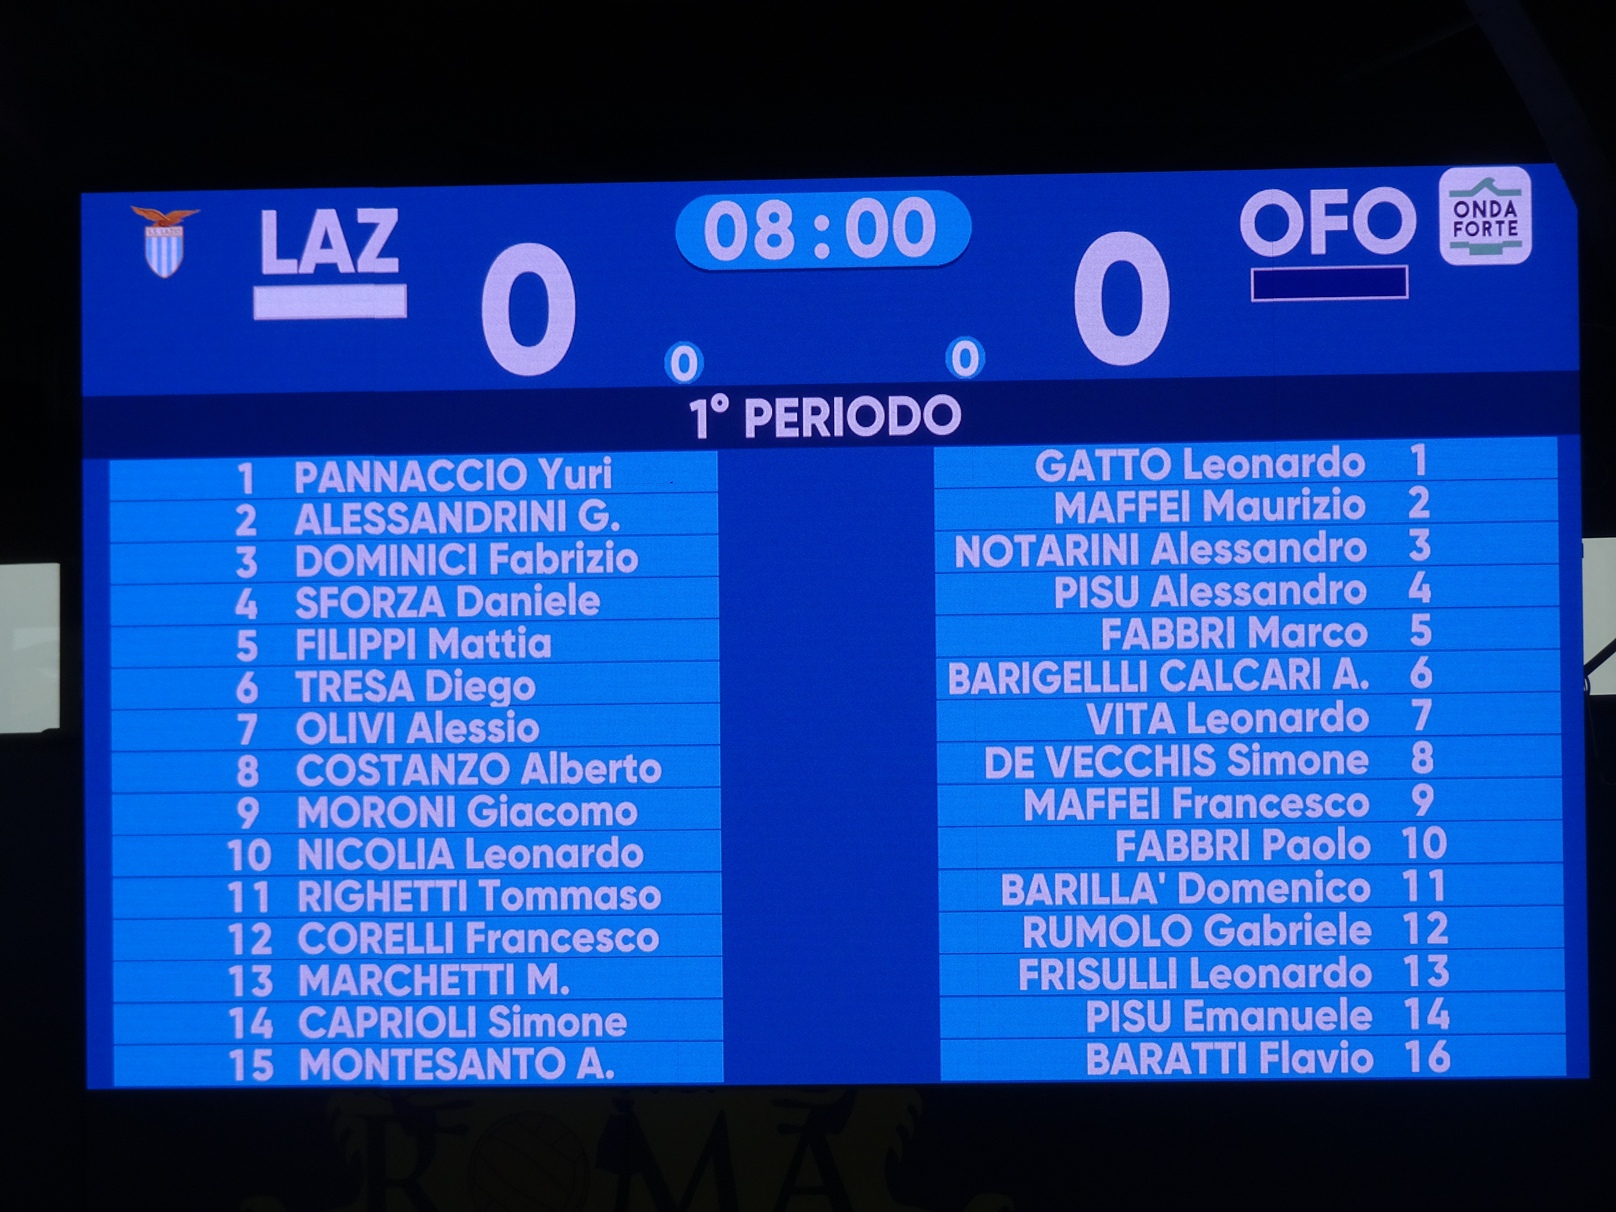 LAZ
0
08:00
0
OFO
ONDA
FORTE
0
0
1° PERIODO
1 PANNACCIO Yuri
2 ALESSANDRINI G.
3 DOMINICI Fabrizio
4 SFORZA Daniele
5 FILIPPI Mattia
6 TRESA Diego
7 OLIVI Alessio
8 COSTANZO Alberto
9 MORONI Giacomo
10 NICOLIA Leonardo
11 RIGHETTI Tommaso
12 CORELLI Francesco
13 MARCHETTI M.
14 CAPRIOLI Simone
15 MONTESANTO A.
GATTO Leonardo 1
MAFFEI Maurizio 2
NOTARINI Alessandro 3
PISU Alessandro 4
FABBRI Marco 5
BARIGELLLI CALCARI A. 6
VITA Leonardo 7
DE VECCHIS Simone 8
MAFFEI Francesco 9
FABBRI Paolo 10
BARILLA' Domenico 11
RUMOLO Gabriele 12
FRISULLI Leonardo 13
PISU Emanuele 14
BARATTI Flavio 16
ROMA